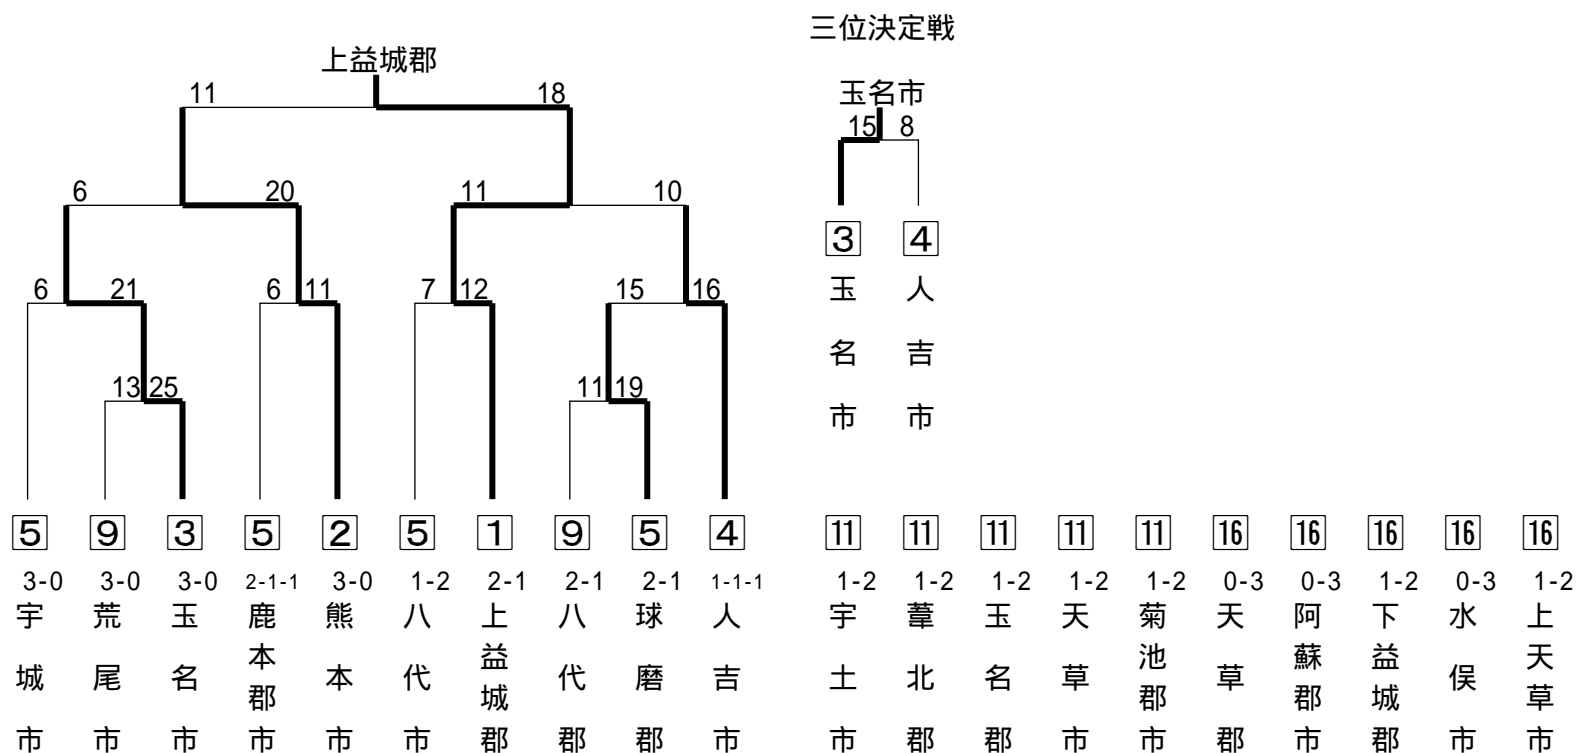 三位決定戦
上益城郡
11 18
玉名市
15 8
6 20 11 10
3 4
玉名市
人吉市
6 21 6 11 7 12 15 16
13 25 11 19
5 9 3 5 2 5 1 9 5 4 11 11 11 11 11 16 16 16 16 16
3-0 3-0 3-0 2-1-1 3-0 1-2 2-1 2-1 2-1 1-1-1 1-2 1-2 1-2 1-2 1-2 0-3 0-3 1-2 0-3 1-2
宇城市
荒尾市
玉名市
鹿本郡市
熊本市
八代市
上益城郡
八代郡
球磨郡
人吉市
宇土市
葦北郡
玉名郡
天草市
菊池郡市
天草郡
阿蘇郡市
下益城郡
水俣市
上天草市